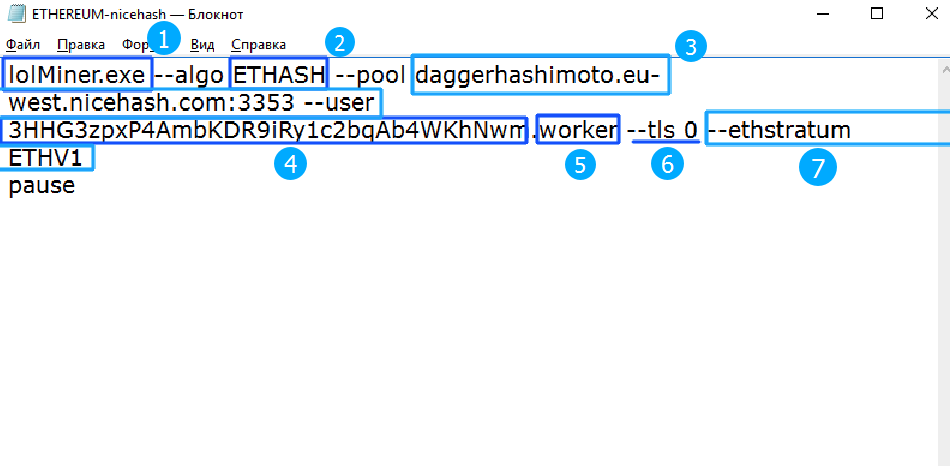 ETHEREUM-nicehash — Блокнот
Файл Правка Фор 1 Вид Справка 2 3
lolMiner.exe --algo ETHASH --pool daggerhashimoto.eu-
west.nicehash.com:3353 --user
3HHG3zpxP4AmbKDR9iRy1c2bqAb4WKhNwm.worker --tls 0 --ethstratum
ETHV1 4 5 6 7
pause